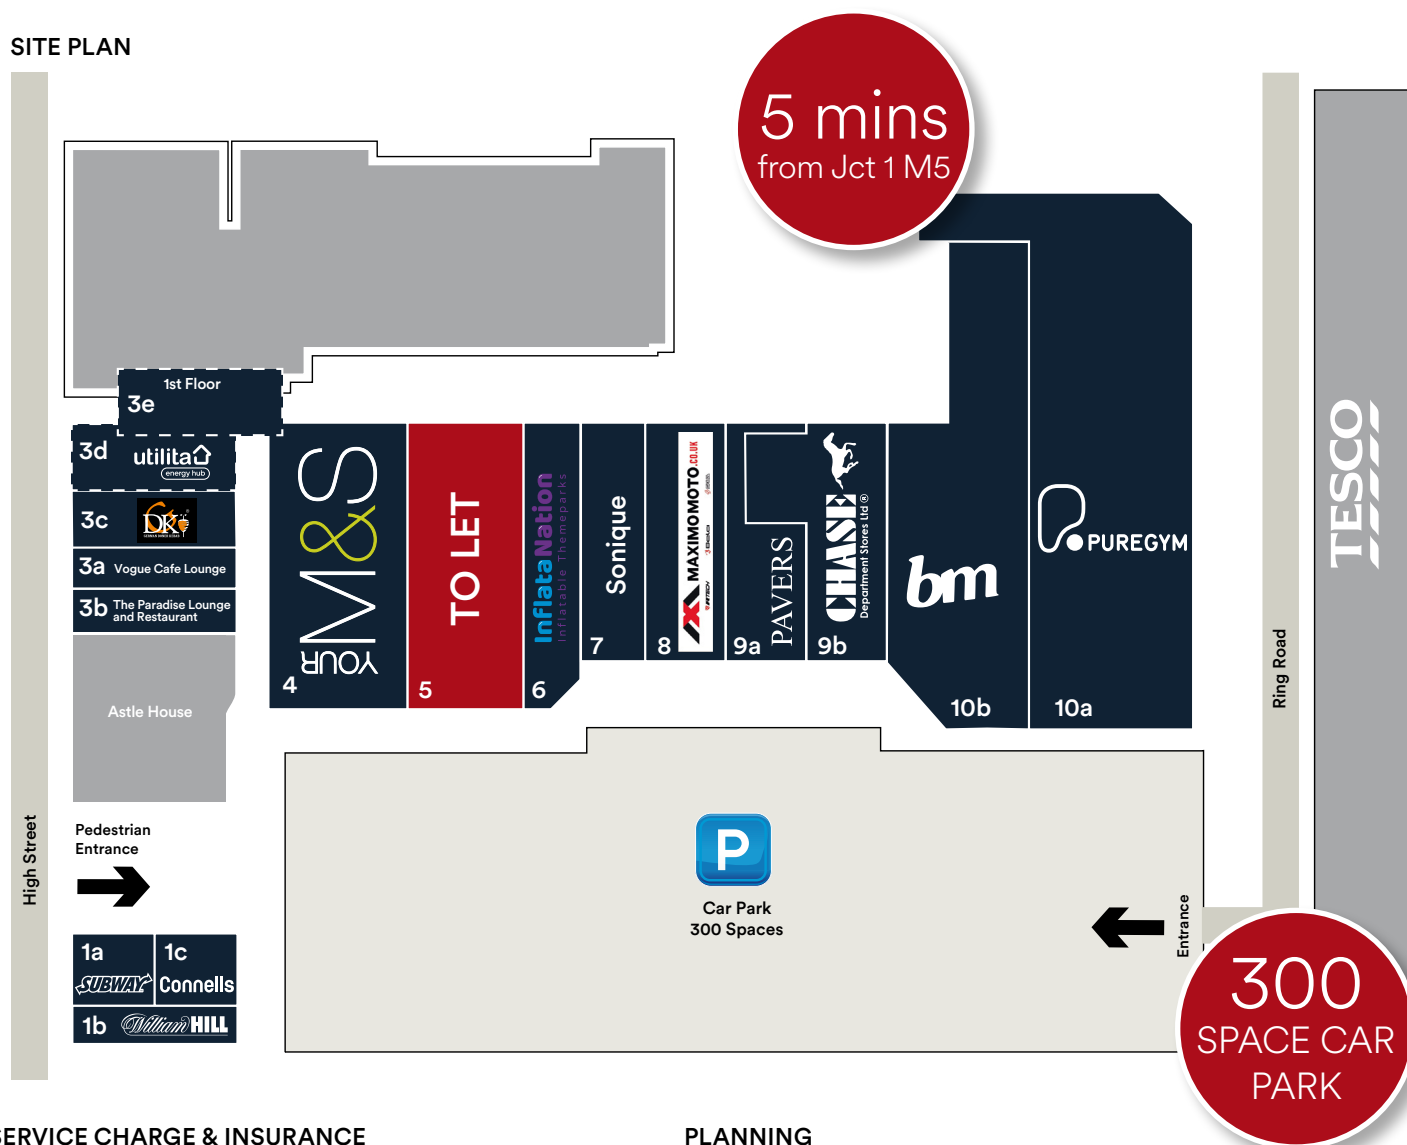 SITE PLAN
5 mins
from Jct 1 M5
1st Floor
3e
3d
utilita
energy hub
3c
DK
GERMAN DONER KEBAB
3a Vogue Cafe Lounge
3b The Paradise Lounge
and Restaurant
Astle House
High Street
Pedestrian
Entrance
1a
SUBWAY
1c
Connells
1b
William HILL
YOUR M&S
4
TO LET
5
InflataNation
Inflatable Themeparks
6
Sonique
7
MAXIMOMOTO.CO.UK
8
PAVERS
9a
CHASE
Department Stores Ltd®
9b
bm
10b
PUREGYM
10a
TESCO
Ring Road
P
Car Park
300 Spaces
Entrance
300
SPACE CAR
PARK
SERVICE CHARGE & INSURANCE
PLANNING